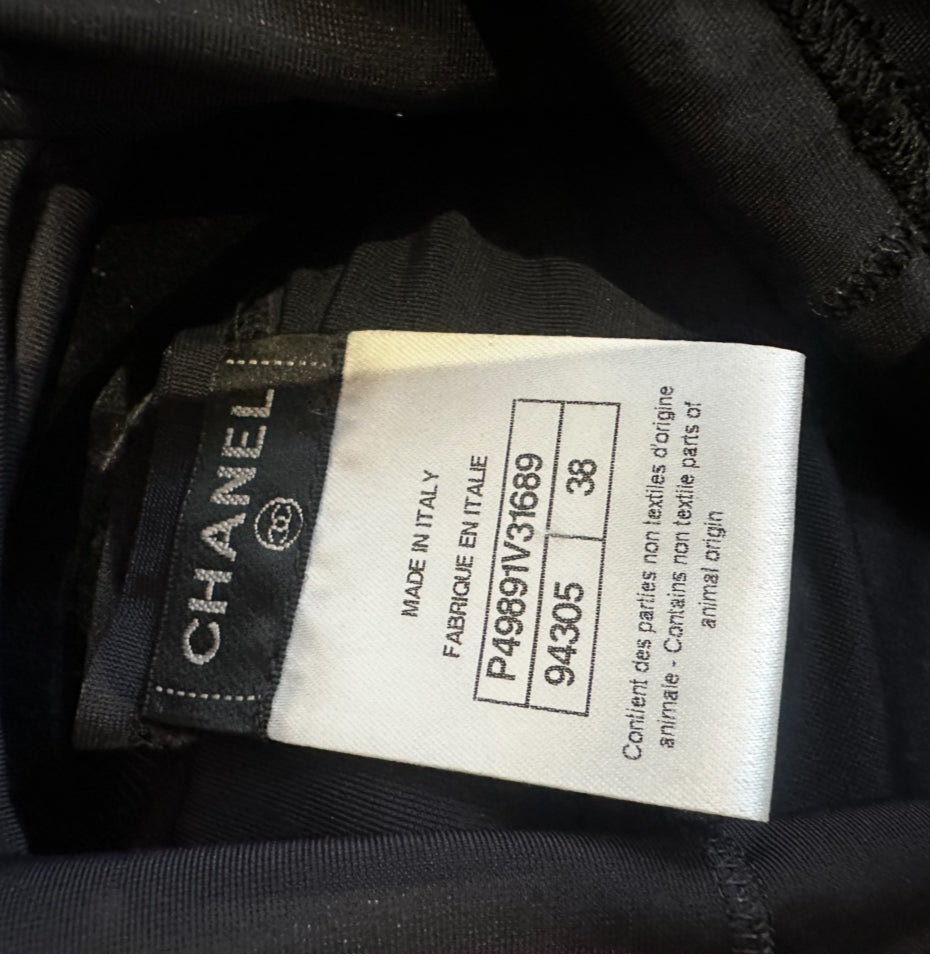 CHANEL
MADE IN ITALY
FABRIQUE EN ITALIE
P49891V31689
94305 38
Contient des parties non textiles d'origine
animale - Contains non textile parts of
animal origin